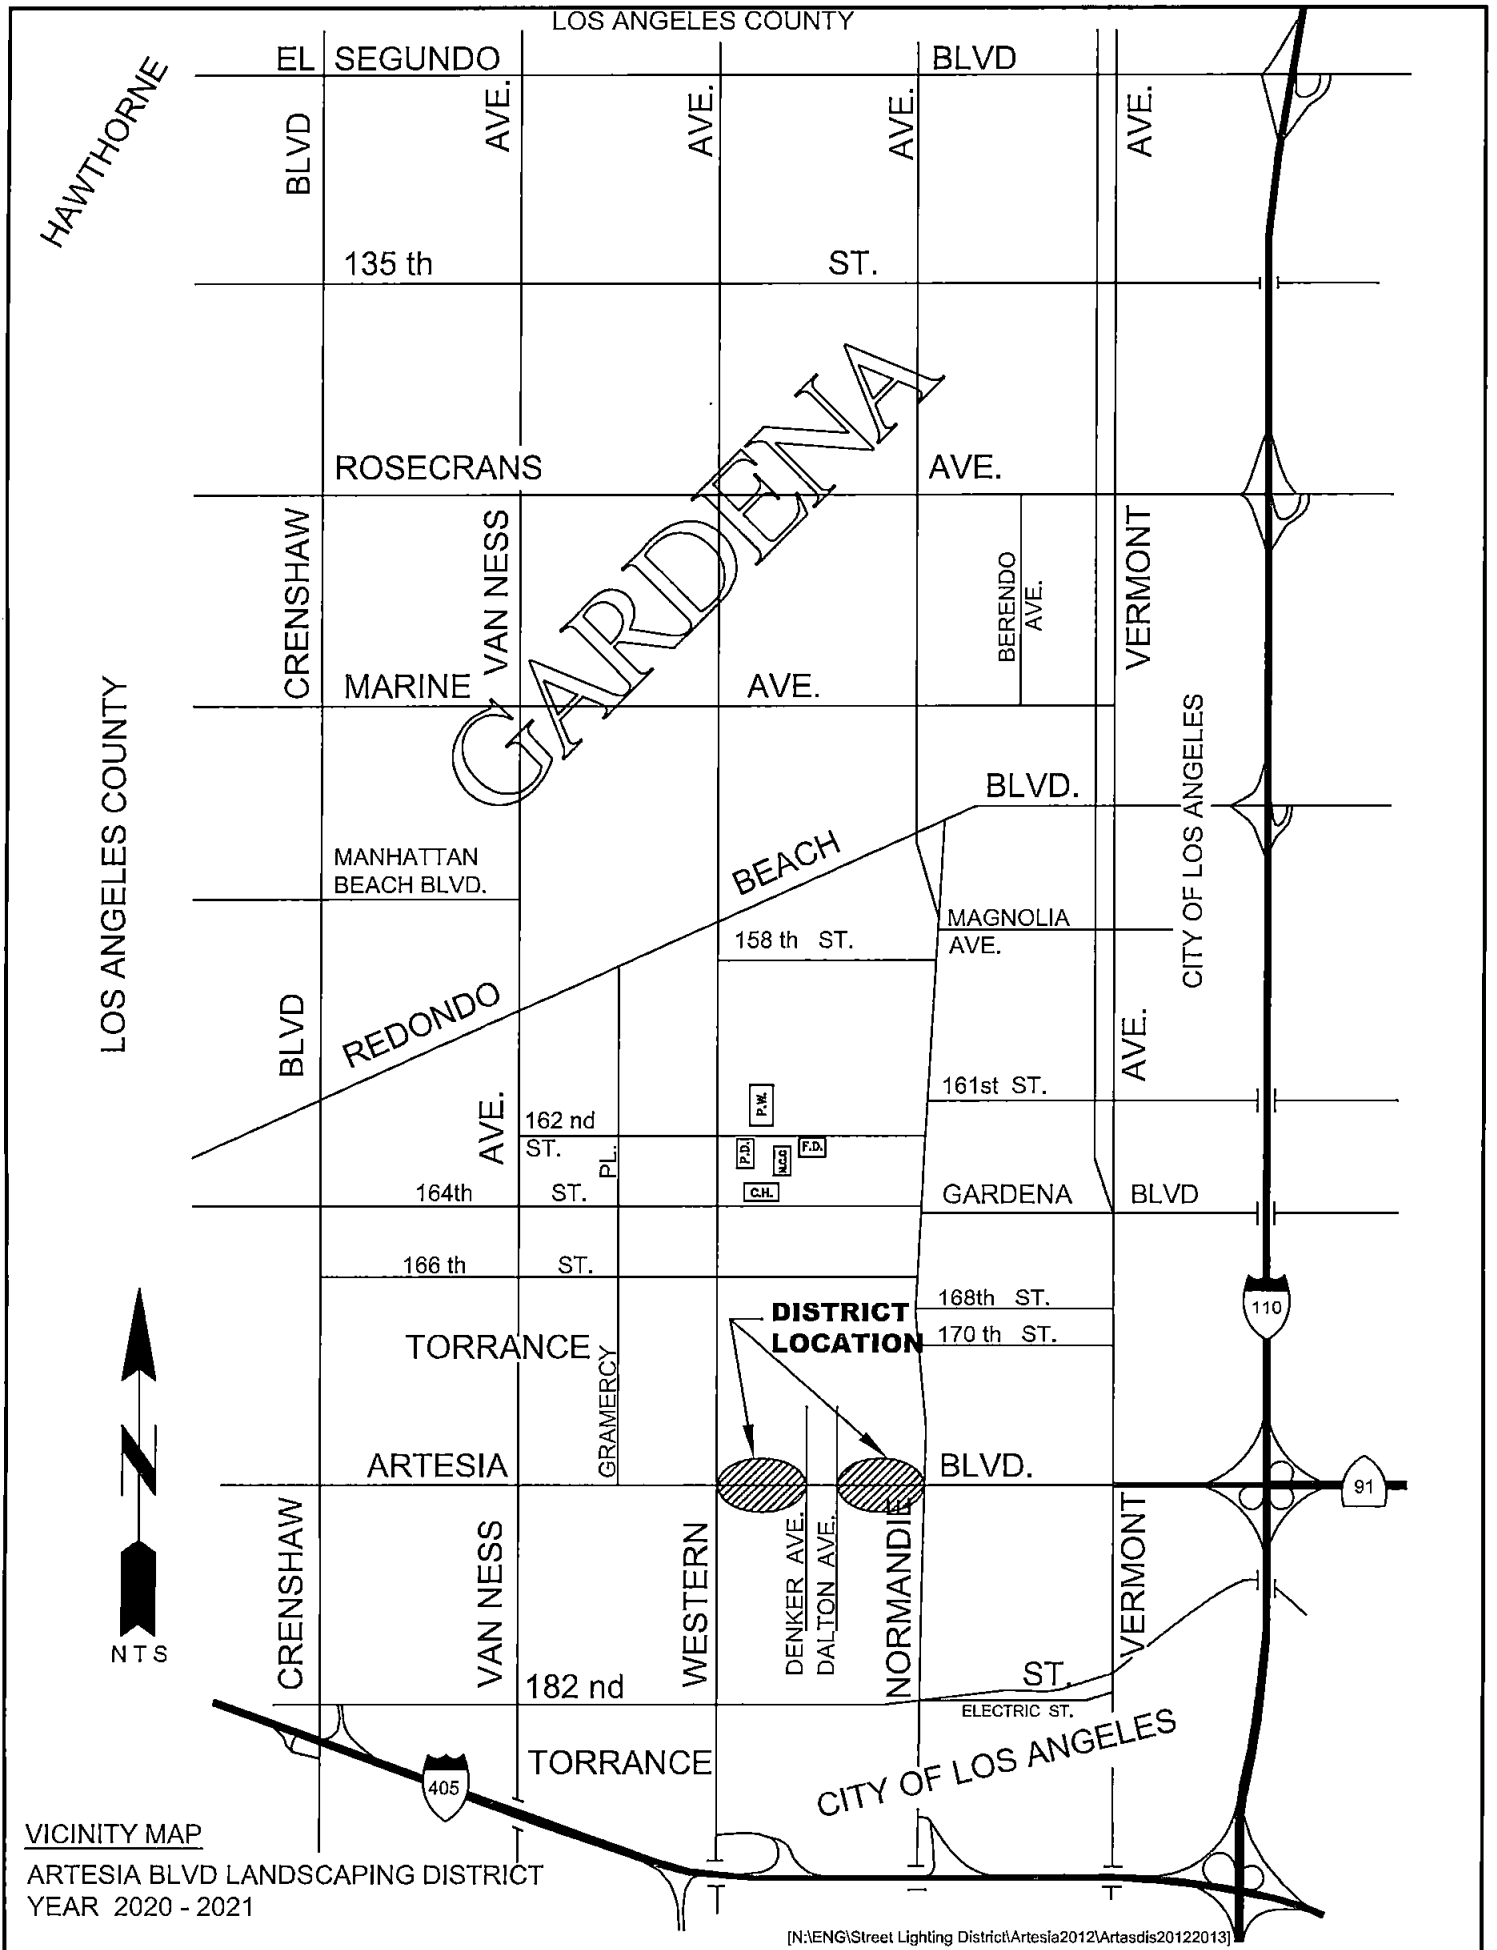 LOS ANGELES COUNTY
EL SEGUNDO BLVD
HAWTHORNE
BLVD
AVE.
AVE.
AVE.
AVE.
135 th ST.
GARDENA
ROSECRANS AVE.
CRENSHAW
VAN NESS
BERENDO
AVE.
VERMONT
MARINE AVE.
LOS ANGELES COUNTY
CITY OF LOS ANGELES
REDONDO BEACH BLVD.
MANHATTAN
BEACH BLVD.
MAGNOLIA
AVE.
158 th ST.
BLVD
AVE.
AVE.
161st ST.
P.W.
162 nd
ST.
PL.
P.D.
N.C.C
F.D.
C.H.
164th ST.
GARDENA BLVD
166 th ST.
168th ST.
110
DISTRICT
LOCATION
170 th ST.
TORRANCE
GRAMERCY
ARTESIA BLVD.
91
N
NTS
CRENSHAW
VAN NESS
WESTERN
DENKER AVE.
DALTON AVE.
NORMANDIE
VERMONT
182 nd ST.
ELECTRIC ST.
TORRANCE
CITY OF LOS ANGELES
405
VICINITY MAP
ARTESIA BLVD LANDSCAPING DISTRICT
YEAR 2020 - 2021
[N:\ENG\Street Lighting District\Artesia2012\Artasdis20122013]